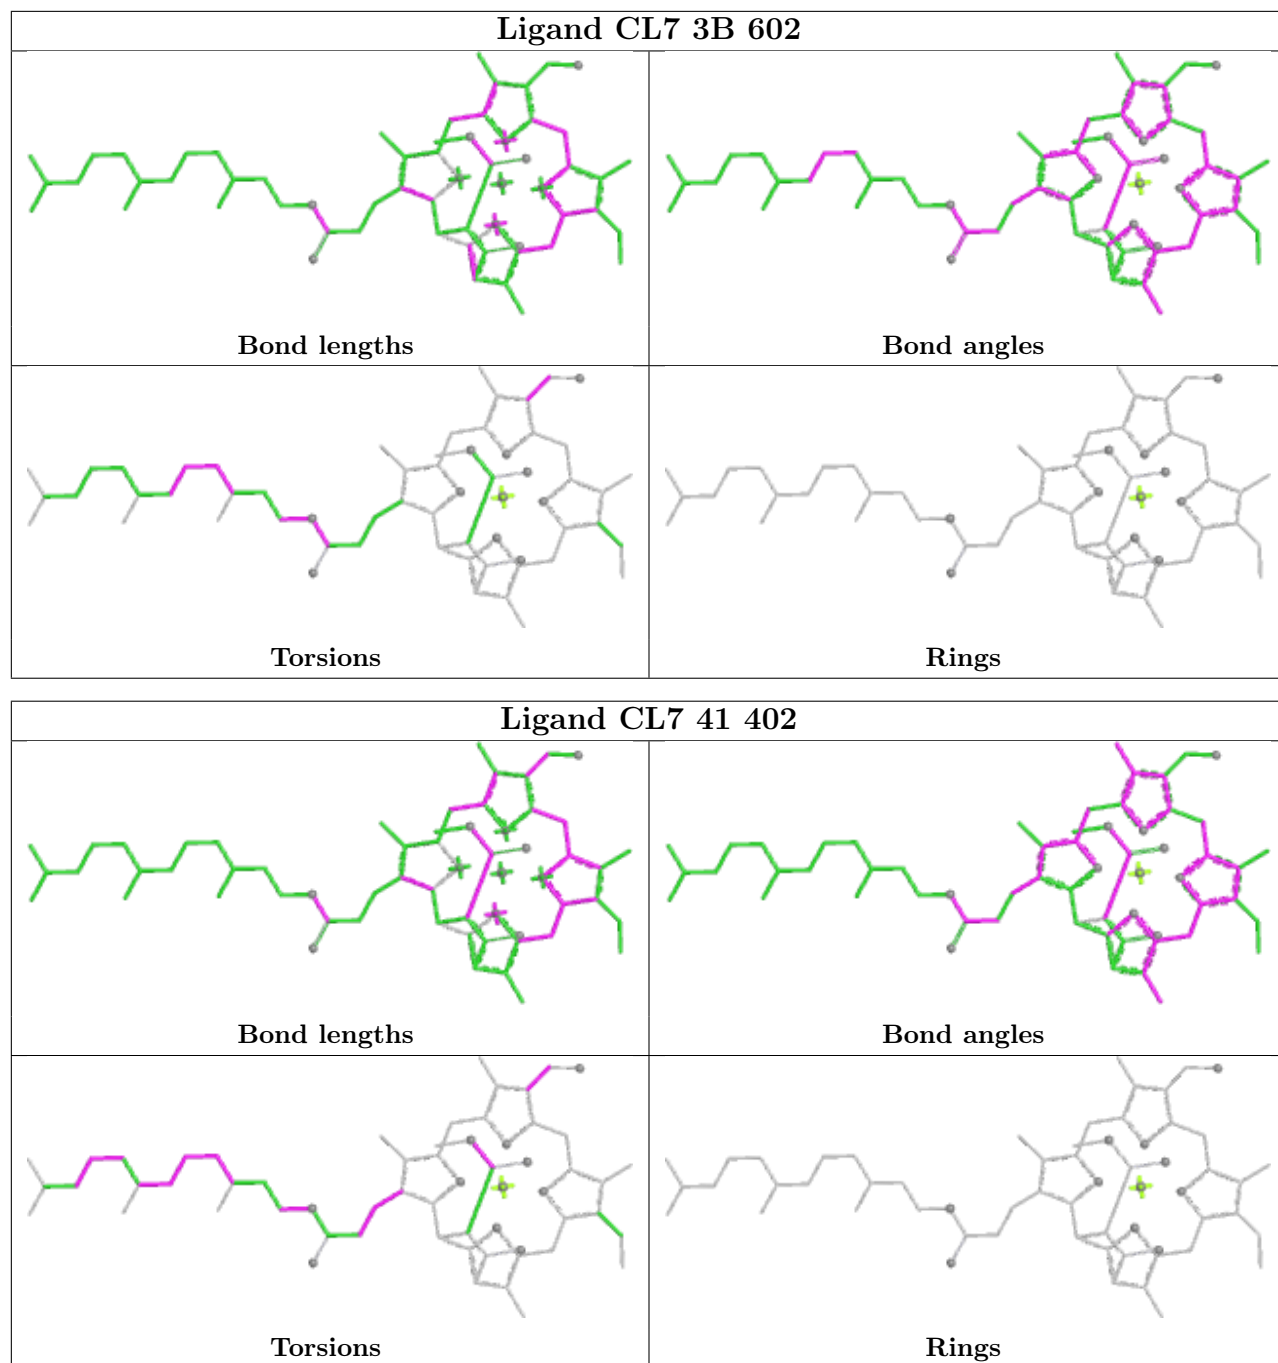 Ligand CL7 3B 602
Bond lengths
Bond angles
Torsions
Rings
Ligand CL7 41 402
Bond lengths
Bond angles
Torsions
Rings